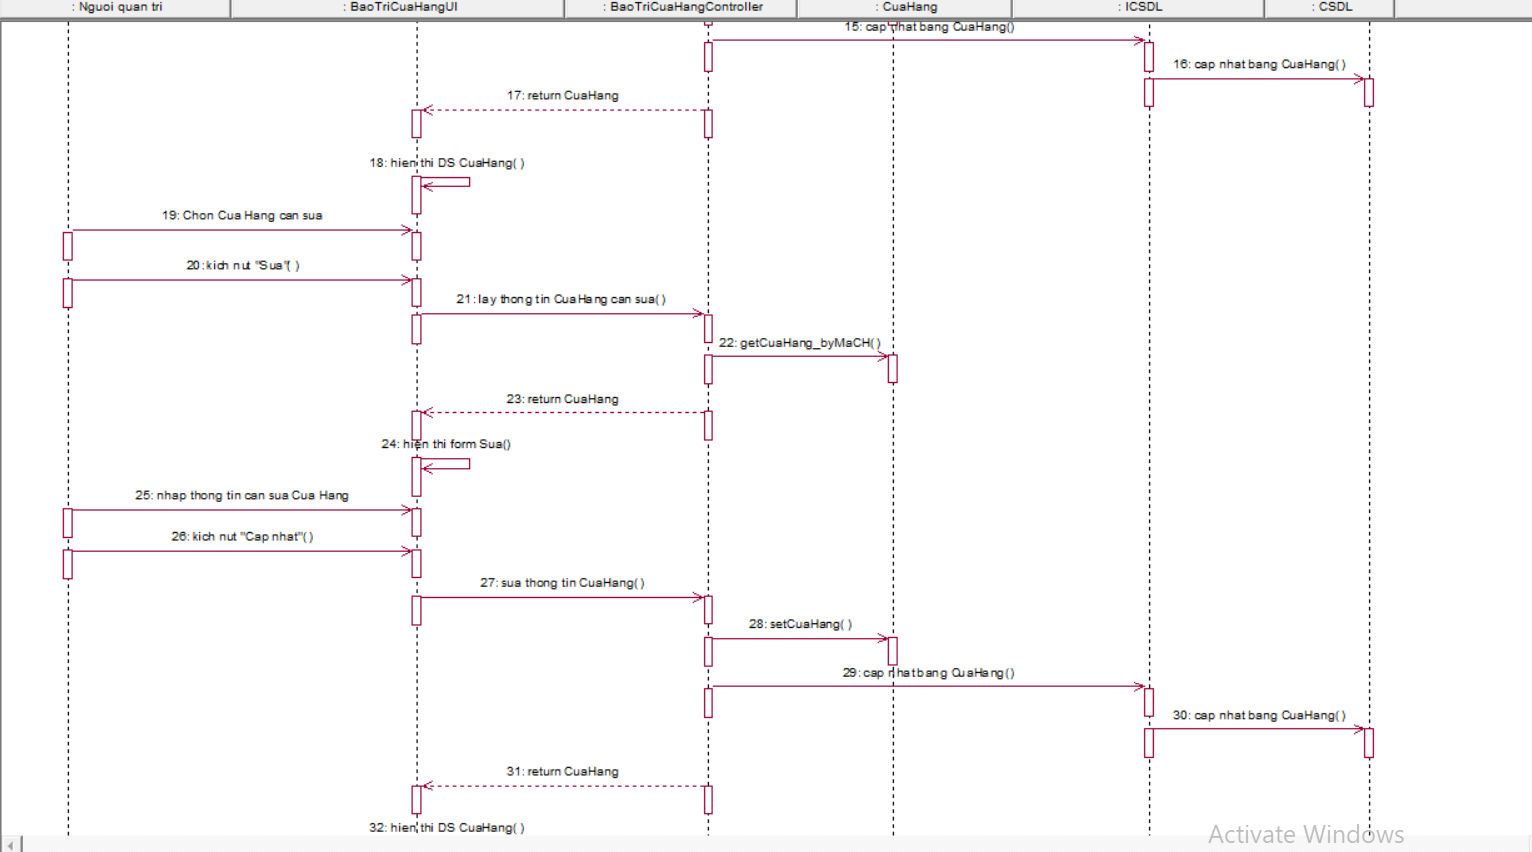 : Nguoi quan tri
: BaoTriCuaHangUI
: BaoTriCuaHangController
: CuaHang
: ICSDL
: CSDL
15: cap nhat bang CuaHang()
16: cap nhat bang CuaHang( )
17: return CuaHang
18: hien thi DS CuaHang( )
19: Chon Cua Hang can sua
20: kich nut "Sua"( )
21: lay thong tin CuaHang can sua( )
22: getCuaHang_byMaCH( )
23: return CuaHang
24: hien thi form Sua()
25: nhap thong tin can sua Cua Hang
26: kich nut "Cap nhat"( )
27: sua thong tin CuaHang( )
28: setCuaHang( )
29: cap nhat bang CuaHang( )
30: cap nhat bang CuaHang( )
31: return CuaHang
32: hien thi DS CuaHang( )
Activate Windows